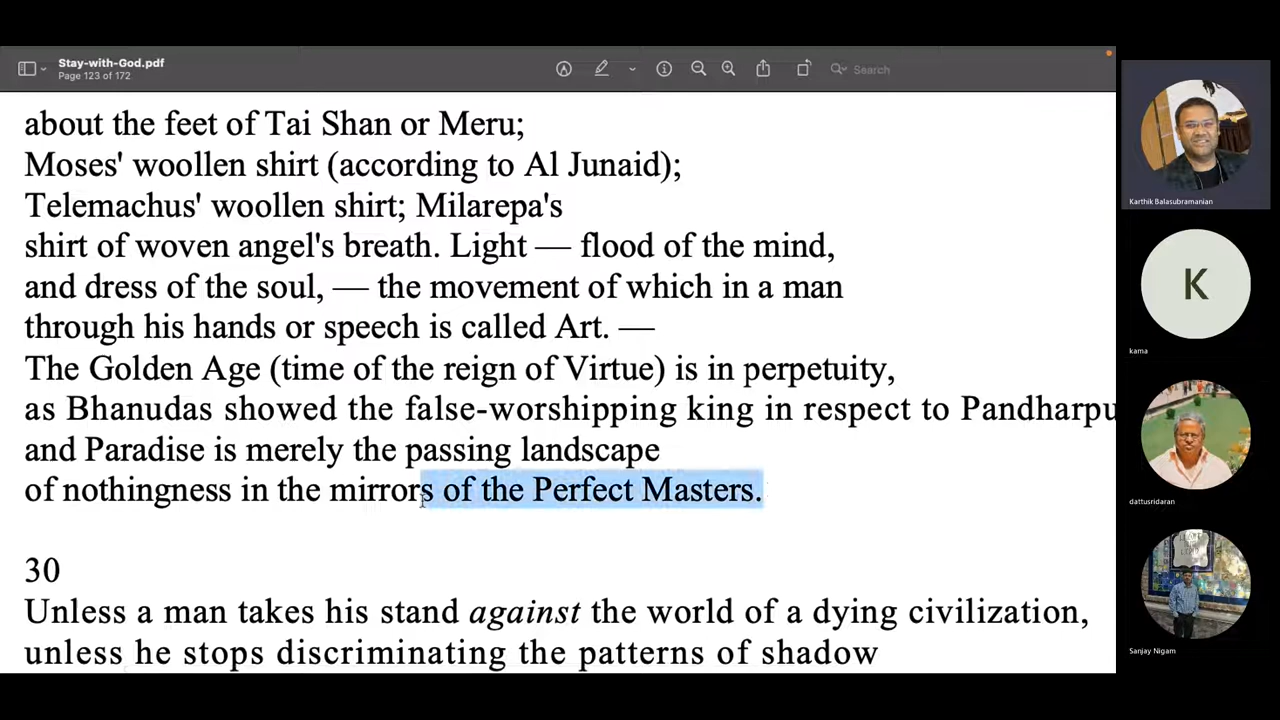 Stay-with-God.pdf
Page 123 of 172
Search
about the feet of Tai Shan or Meru;
Moses' woollen shirt (according to Al Junaid);
Telemachus' woollen shirt; Milarepa's
shirt of woven angel's breath. Light — flood of the mind,
and dress of the soul, — the movement of which in a man
through his hands or speech is called Art. —
The Golden Age (time of the reign of Virtue) is in perpetuity,
as Bhanudas showed the false-worshipping king in respect to Pandharpu
and Paradise is merely the passing landscape
of nothingness in the mirrors of the Perfect Masters.
30
Unless a man takes his stand against the world of a dying civilization,
unless he stops discriminating the patterns of shadow
Karthik Balasubramanian
K
kama
dattusridaran
Sanjay Nigam